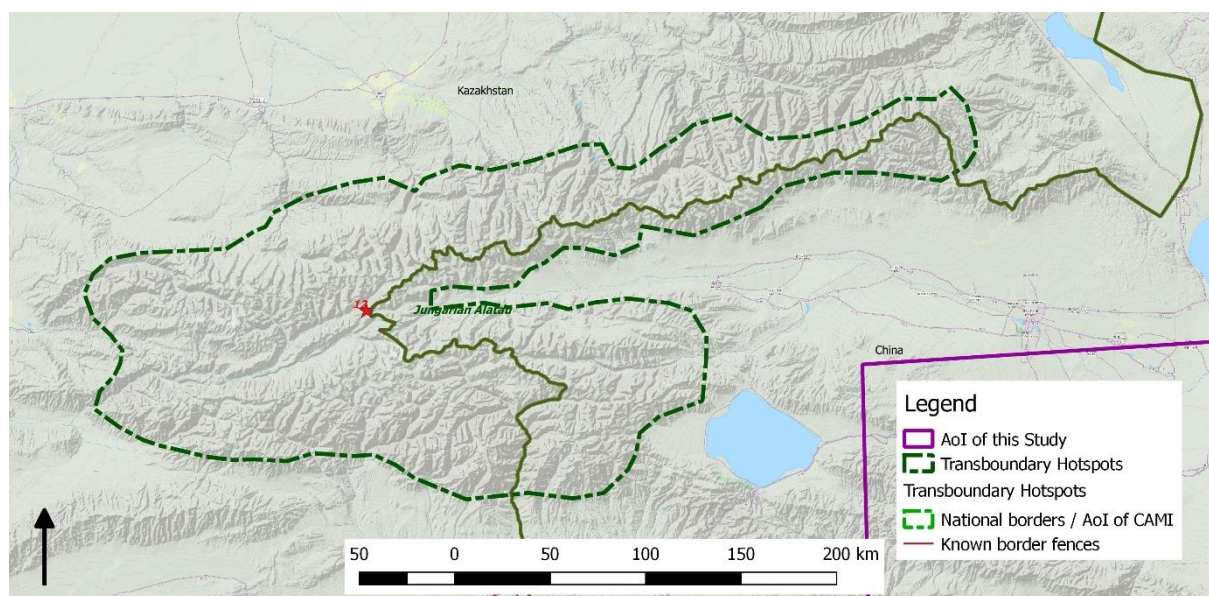 Kazakhstan
Jungarian Alatau
China
Legend
AoI of this Study
Transboundary Hotspots
Transboundary Hotspots
National borders / AoI of CAMI
Known border fences
50 0 50 100 150 200 km